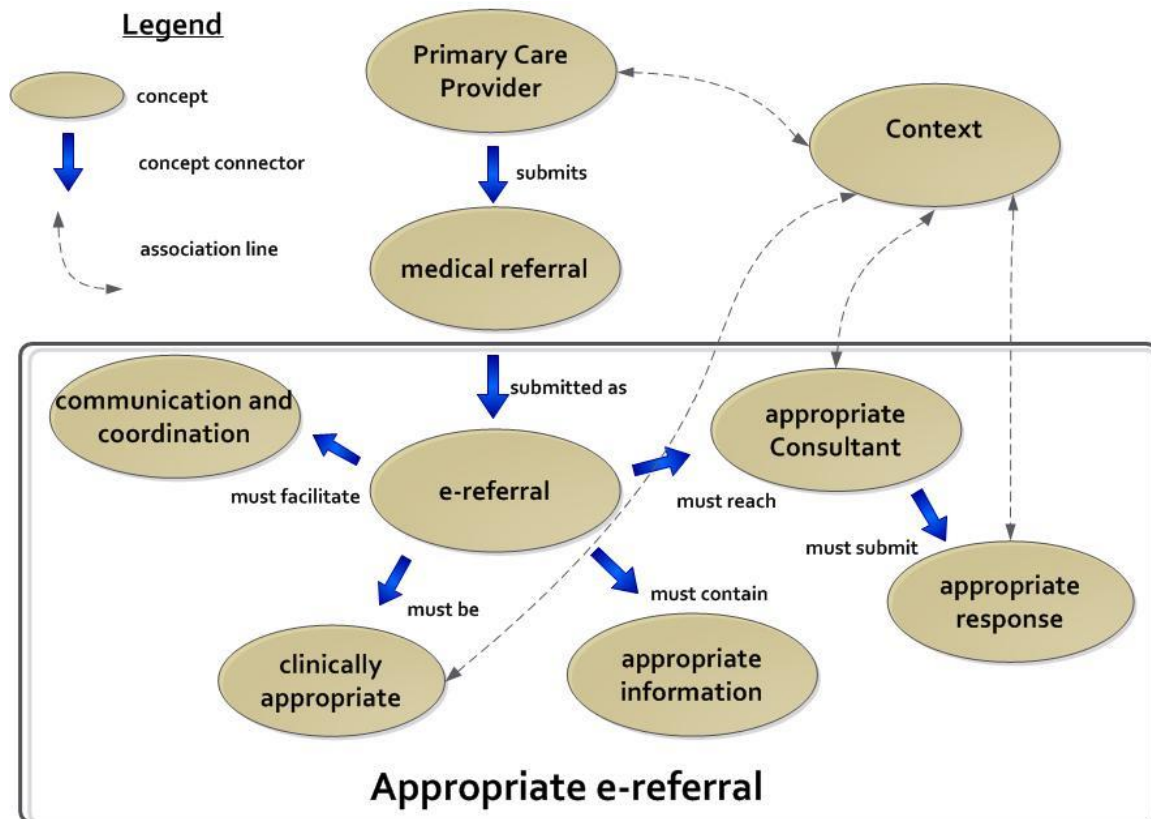 Legend
concept
concept connector
association line
Primary Care
Provider
submits
Context
medical referral
submitted as
communication and
coordination
must facilitate
e-referral
must reach
appropriate
Consultant
must submit
appropriate
response
must be
must contain
clinically
appropriate
appropriate
information
Appropriate e-referral